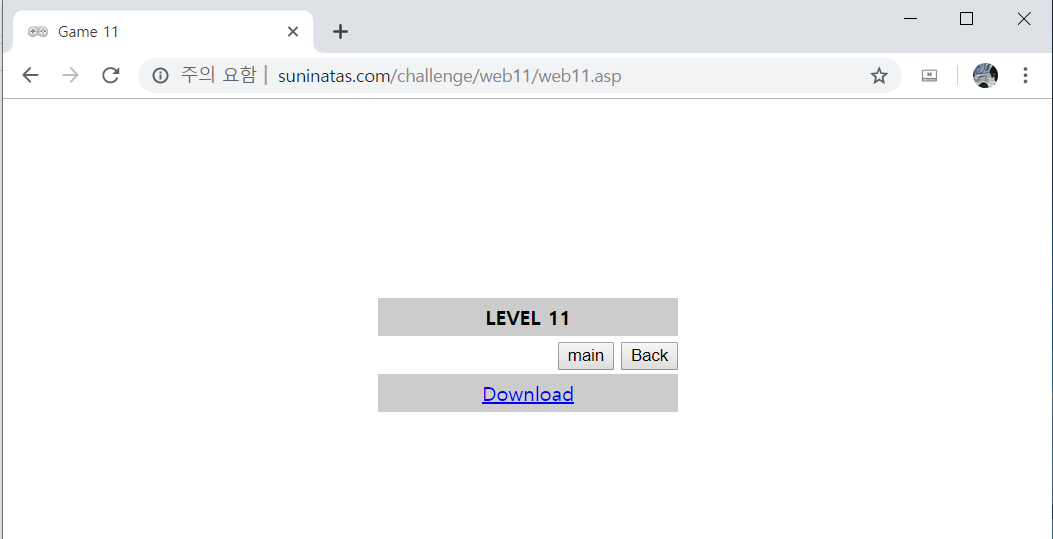 Game 11
주의 요함 | suninatas.com/challenge/web11/web11.asp
LEVEL 11
main Back
Download